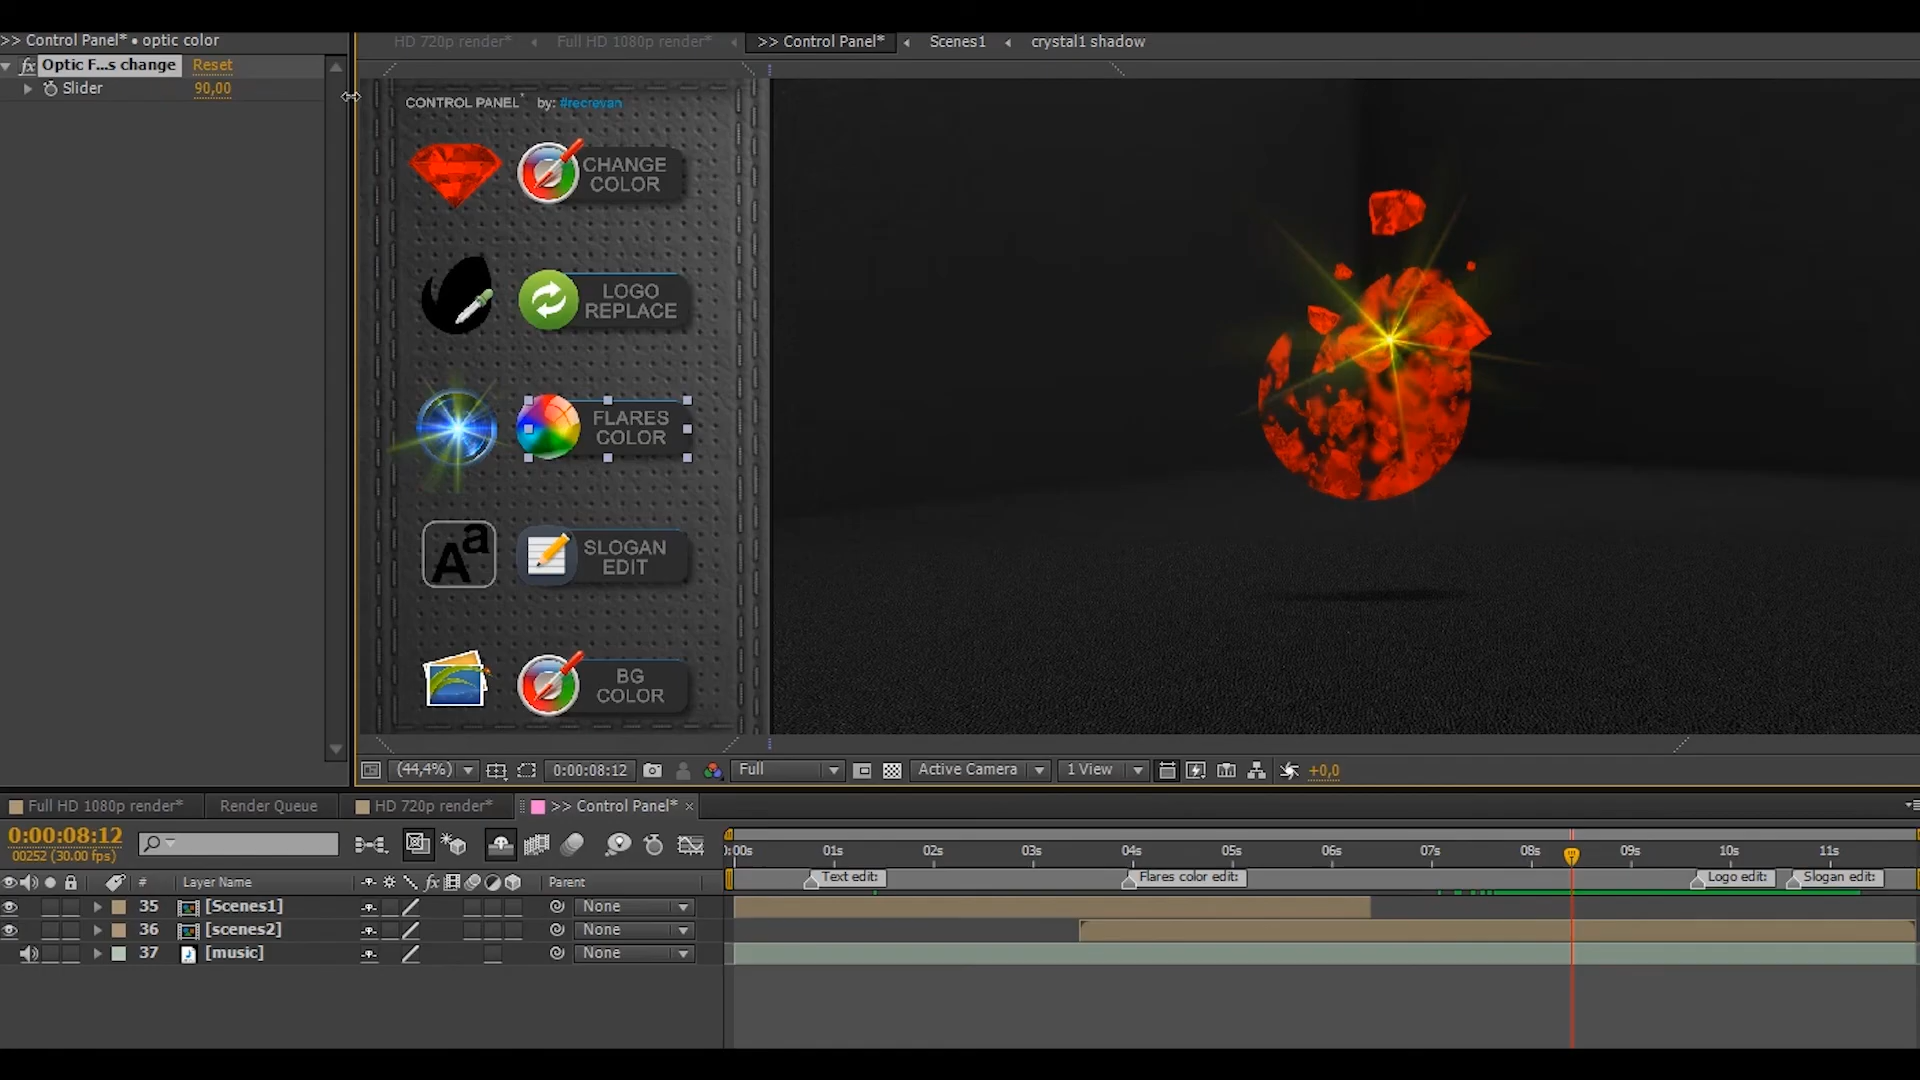 >> Control Panel* • optic color
fx Optic F...s change Reset
Slider 90,00
HD 720p render*
Full HD 1080p render*
>> Control Panel*
Scenes1
crystal1 shadow
CONTROL PANEL* by: #recrevan
CHANGE
COLOR
LOGO
REPLACE
FLARES
COLOR
Aa
SLOGAN
EDIT
BG
COLOR
(44,4%)
0:00:08:12
Full
Active Camera
1 View
+0,0
Full HD 1080p render*
Render Queue
HD 720p render*
>> Control Panel* ×
0:00:08:12
00252 (30.00 fps)
# Layer Name
fx
Parent
):00s 01s 02s 03s 04s 05s 06s 07s 08s 09s 10s 11s
Text edit: Flares color edit: Logo edit: Slogan edit:
35 [Scenes1] None
36 [scenes2] None
37 [music] None